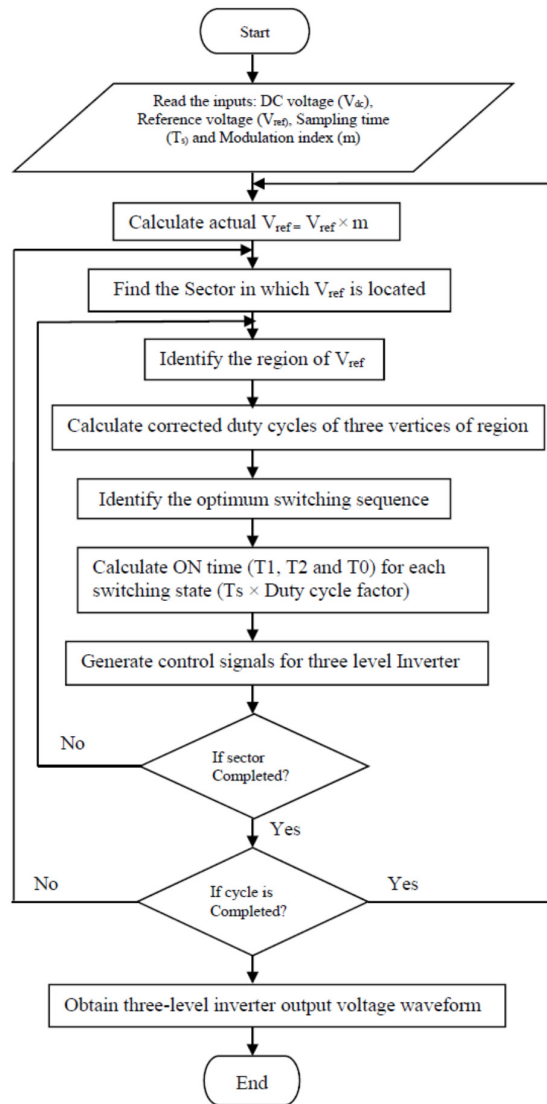 Start
Read the inputs: DC voltage (Vdc),
Reference voltage (Vref), Sampling time
(Ts) and Modulation index (m)
Calculate actual Vref = Vref × m
Find the Sector in which Vref is located
Identify the region of Vref
Calculate corrected duty cycles of three vertices of region
Identify the optimum switching sequence
Calculate ON time (T1, T2 and T0) for each
switching state (Ts × Duty cycle factor)
Generate control signals for three level Inverter
No
If sector
Completed?
Yes
No
If cycle is
Completed?
Yes
Obtain three-level inverter output voltage waveform
End